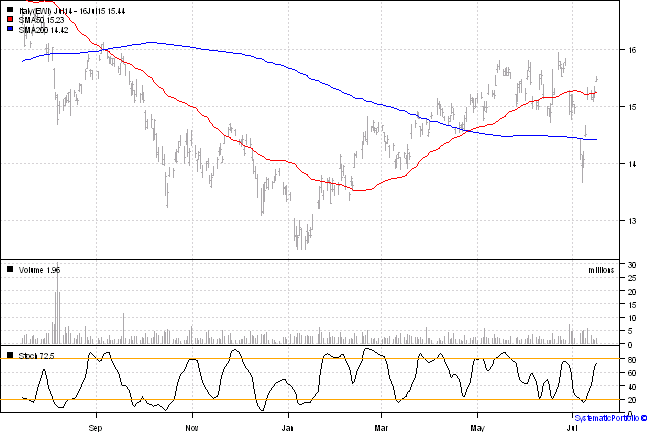 Italy(EWI) Jul14 - 16Jul15 15.44
SMA50 15.23
SMA200 14.42
16
15
14
13
Volume 1.96
millions
30
25
20
15
10
5
0
Stoch 72.5
80
60
40
20
0
Sep
Nov
Jan
Mar
May
Jul
SystematicPortfolio ©